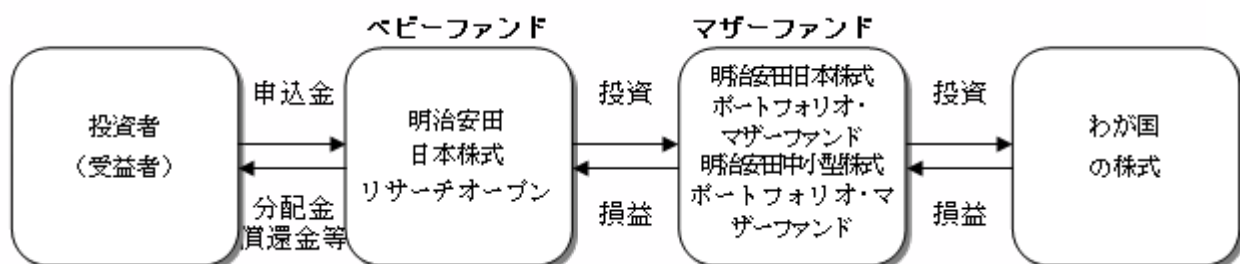 ベビーファンド
マザーファンド
投資者
（受益者）
申込金
分配金
償還金等
明治安田
日本株式
リサーチオープン
投資
損益
明治安田日本株式
ポートフォリオ・
マザーファンド
明治安田中小型株式
ポートフォリオ・マ
ザーファンド
投資
損益
わが国
の株式